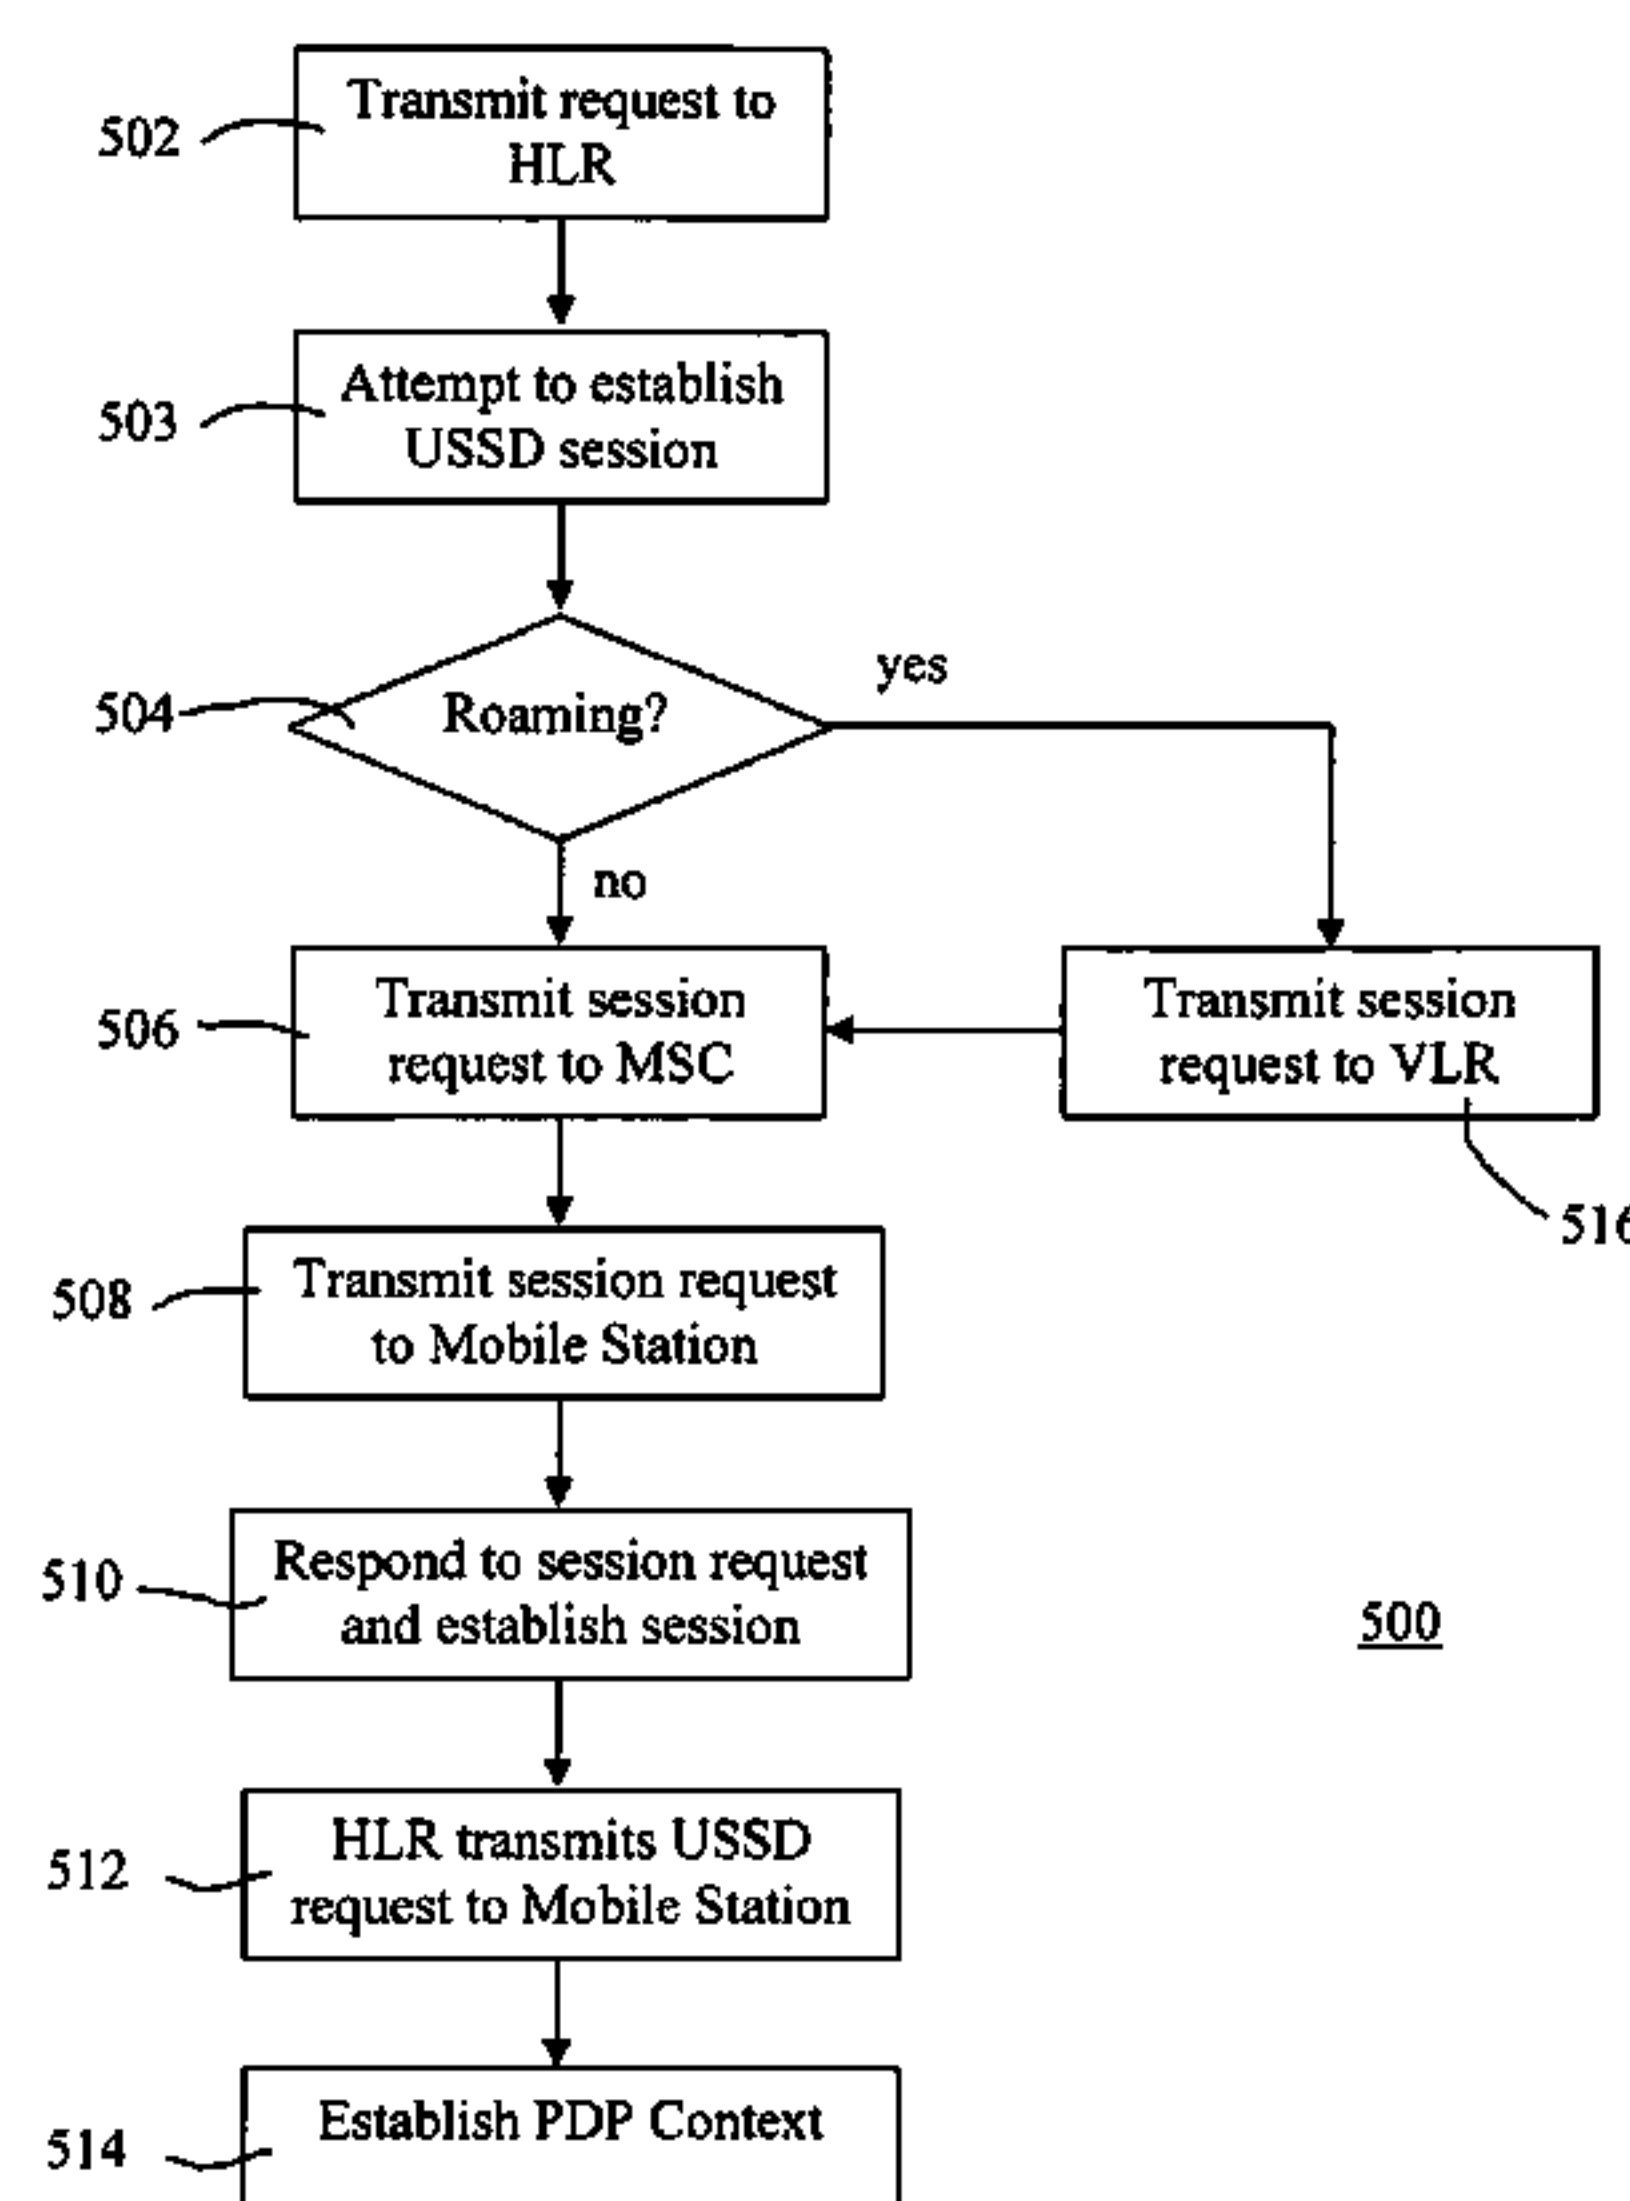 502
Transmit request to
HLR
503
Attempt to establish
USSD session
504
Roaming?
yes
no
506
Transmit session
request to MSC
Transmit session
request to VLR
516
508
Transmit session request
to Mobile Station
510
Respond to session request
and establish session
500
512
HLR transmits USSD
request to Mobile Station
514
Establish PDP Context